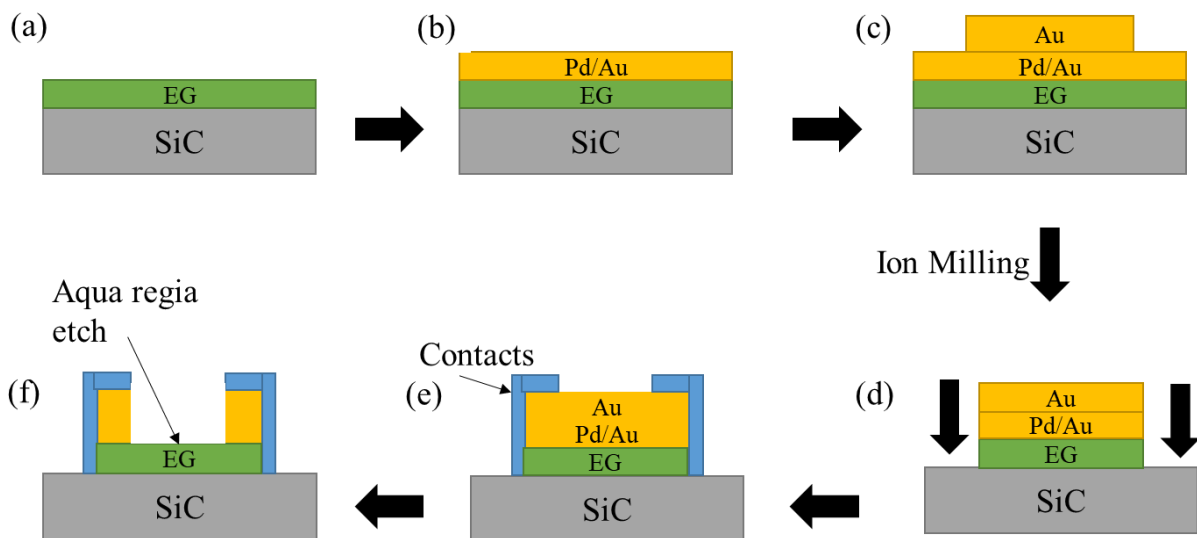 (a)
EG
SiC
(b)
Pd/Au
EG
SiC
(c)
Au
Pd/Au
EG
SiC
Ion Milling
(d)
Au
Pd/Au
EG
SiC
(e)
Contacts
Au
Pd/Au
EG
SiC
(f)
Aqua regia
etch
EG
SiC